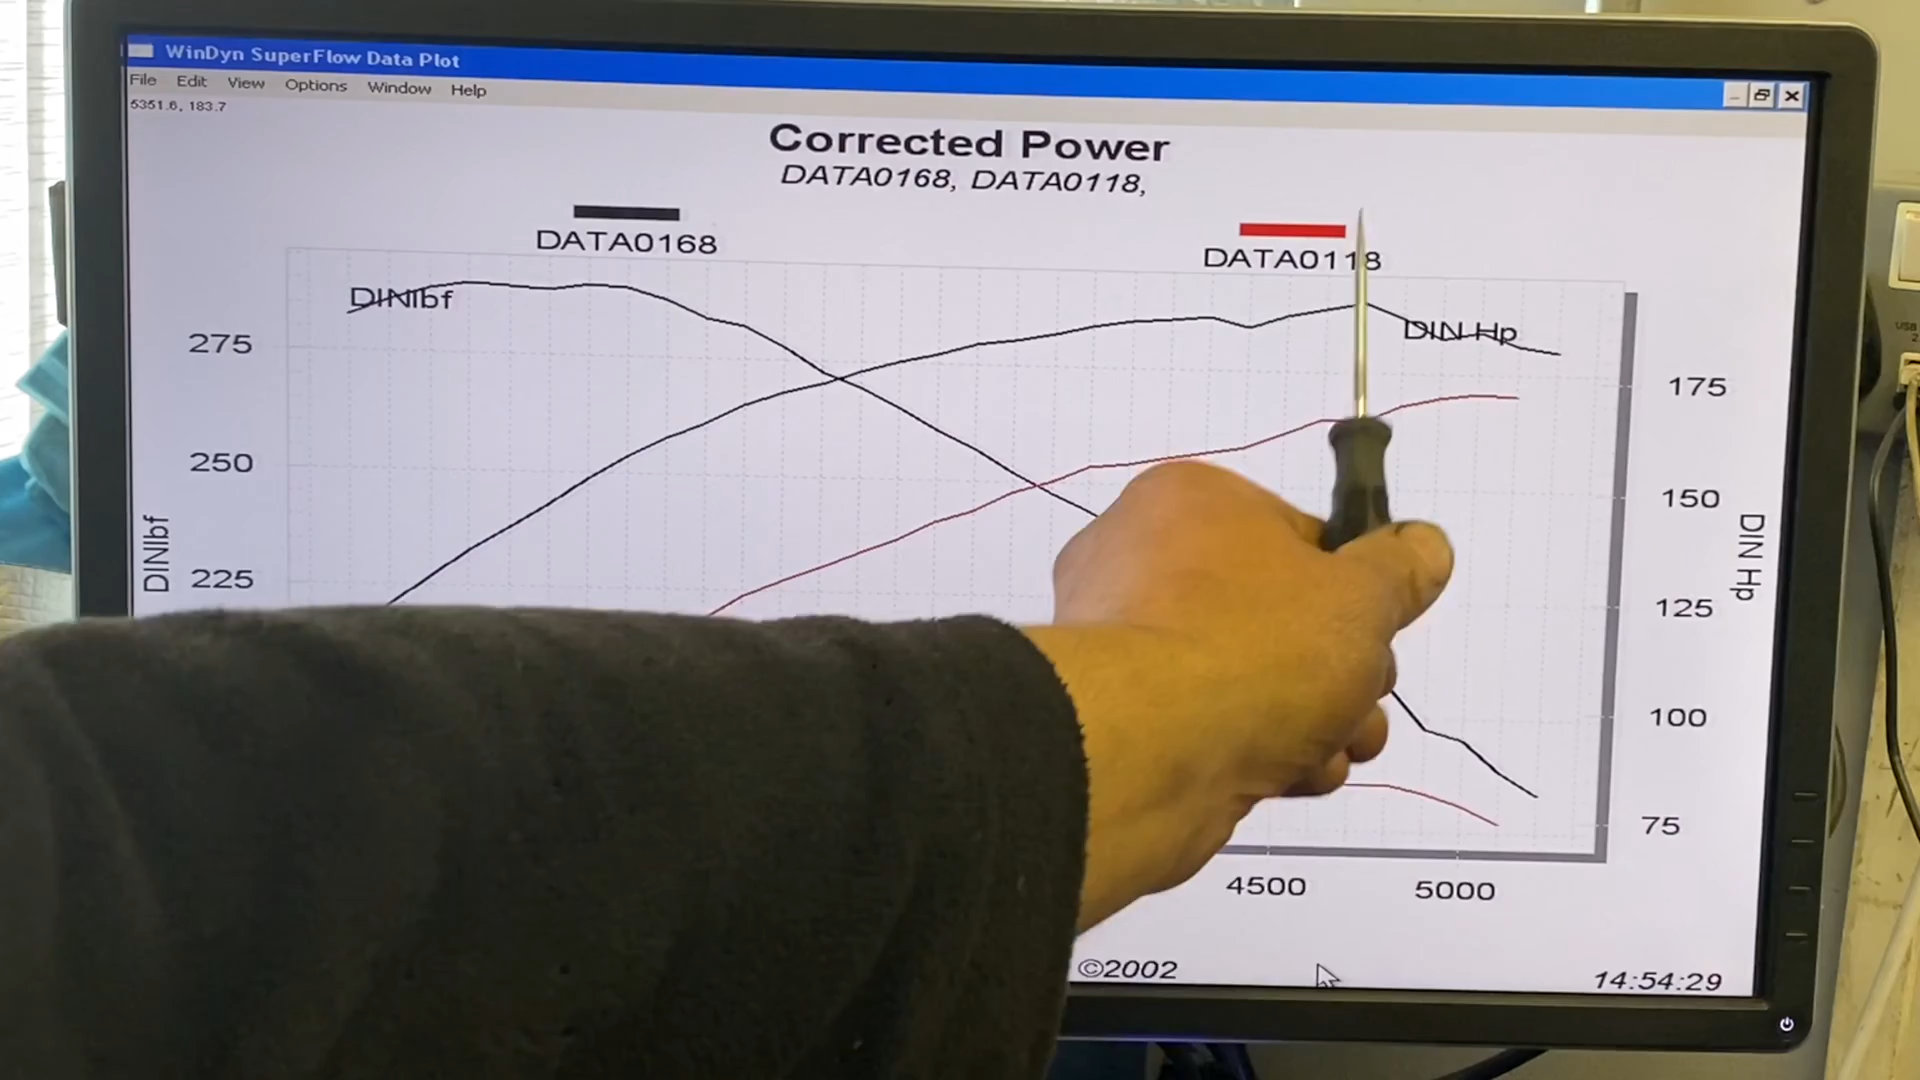 WinDyn SuperFlow Data Plot
File Edit View Options Window Help
5351.6, 183.7
Corrected Power
DATA0168, DATA0118,
DATA0168
DATA0118
DINlbf
DIN Hp
275
250
225
DINlbf
175
150
125
100
75
DIN Hp
4500 5000
©2002
14:54:29
USB
2